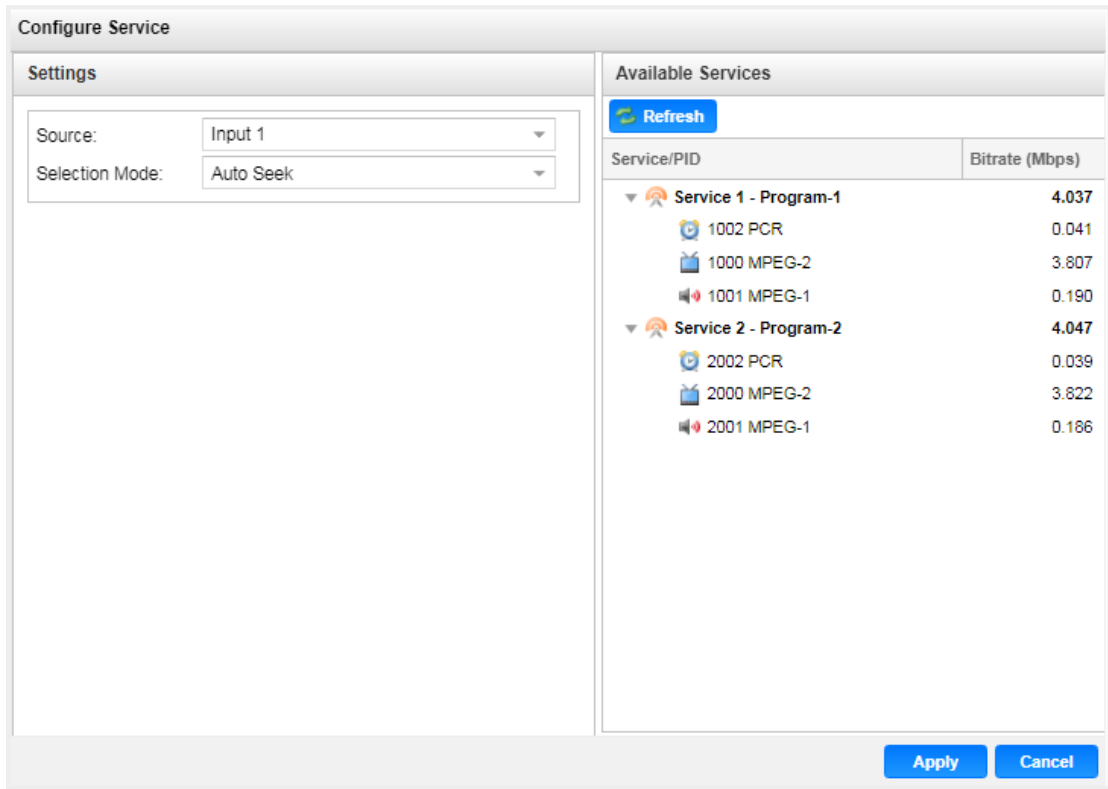 Configure Service
Settings
Source: Input 1
Selection Mode: Auto Seek
Available Services
Refresh
Service/PID Bitrate (Mbps)
Service 1 - Program-1 4.037
1002 PCR 0.041
1000 MPEG-2 3.807
1001 MPEG-1 0.190
Service 2 - Program-2 4.047
2002 PCR 0.039
2000 MPEG-2 3.822
2001 MPEG-1 0.186
Apply Cancel